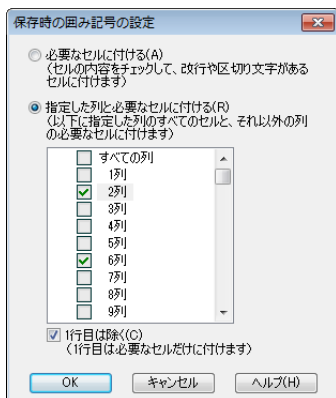 保存時の囲み記号の設定
必要なセルに付ける(A)
(セルの内容をチェックして、改行や区切り文字がある
セルに付けます)
指定した列と必要なセルに付ける(R)
(以下に指定した列のすべてのセルと、それ以外の列
の必要なセルに付けます)
すべての列
1列
2列
3列
4列
5列
6列
7列
8列
9列
1行目は除く(C)
(1行目は必要なセルだけに付けます)
OK
キャンセル
ヘルプ(H)